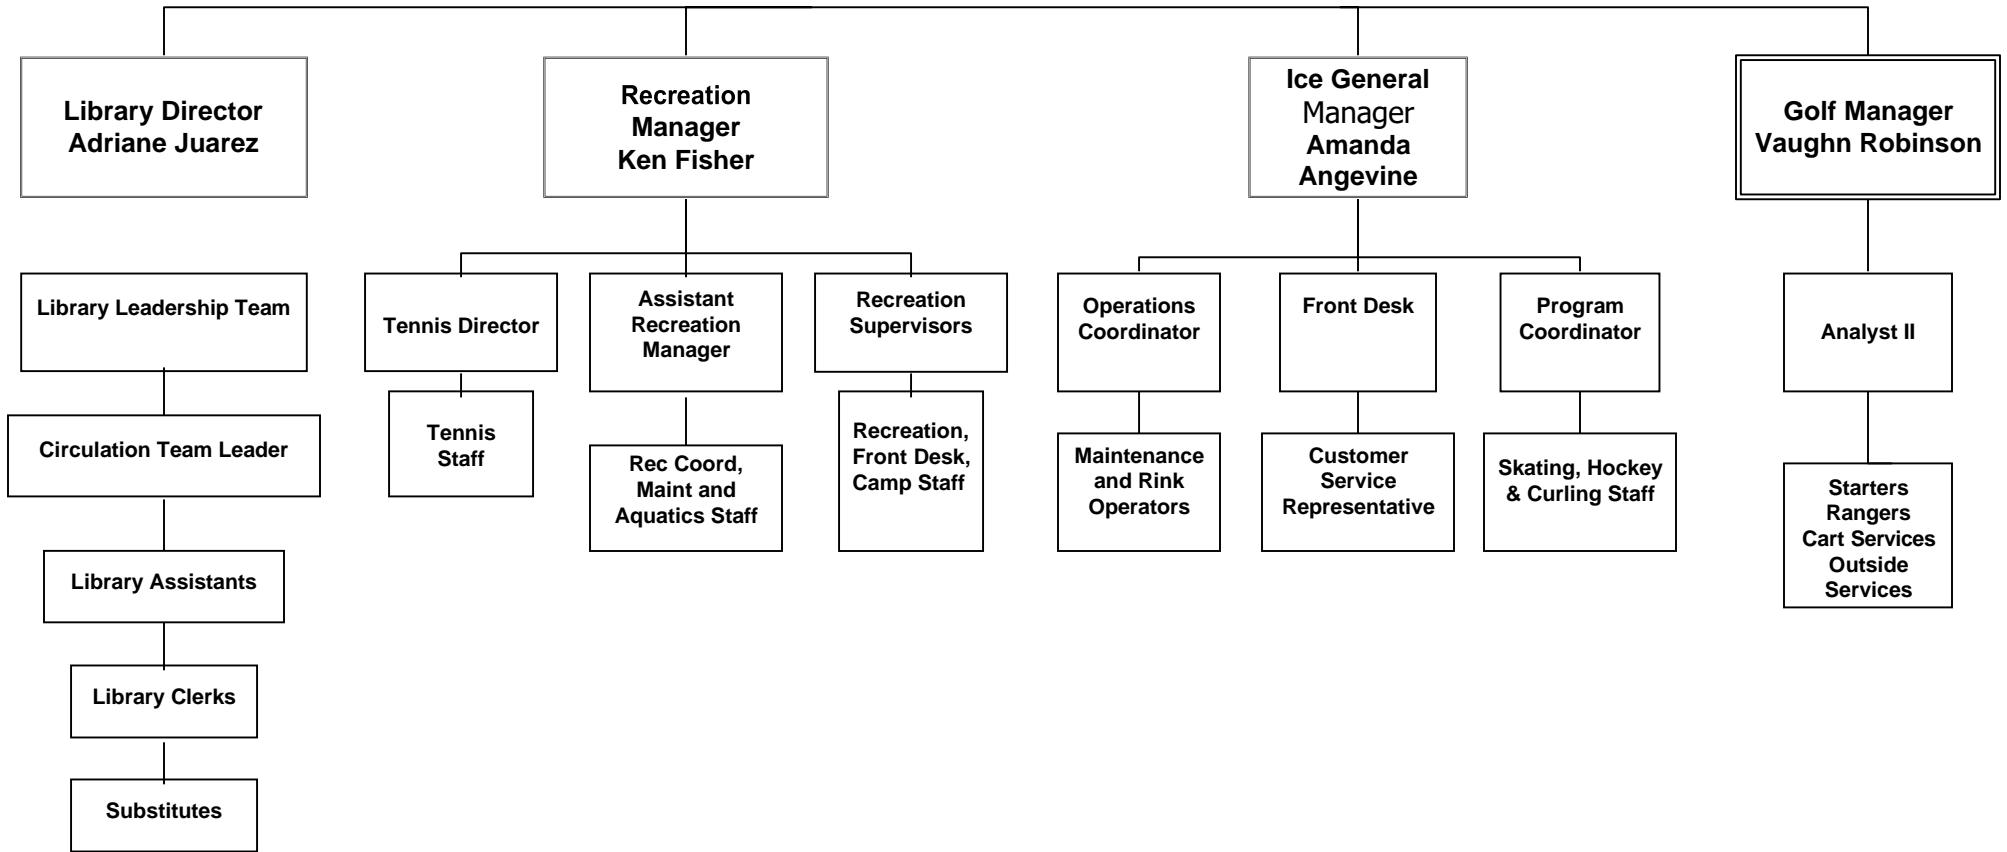 Library Director
Adriane Juarez
Recreation
Manager
Ken Fisher
Ice General
Manager
Amanda
Angevine
Golf Manager
Vaughn Robinson
Library Leadership Team
Tennis Director
Assistant
Recreation
Manager
Recreation
Supervisors
Operations
Coordinator
Front Desk
Program
Coordinator
Analyst II
Circulation Team Leader
Tennis
Staff
Rec Coord,
Maint and
Aquatics Staff
Recreation,
Front Desk,
Camp Staff
Maintenance
and Rink
Operators
Customer
Service
Representative
Skating, Hockey
& Curling Staff
Starters
Rangers
Cart Services
Outside
Services
Library Assistants
Library Clerks
Substitutes